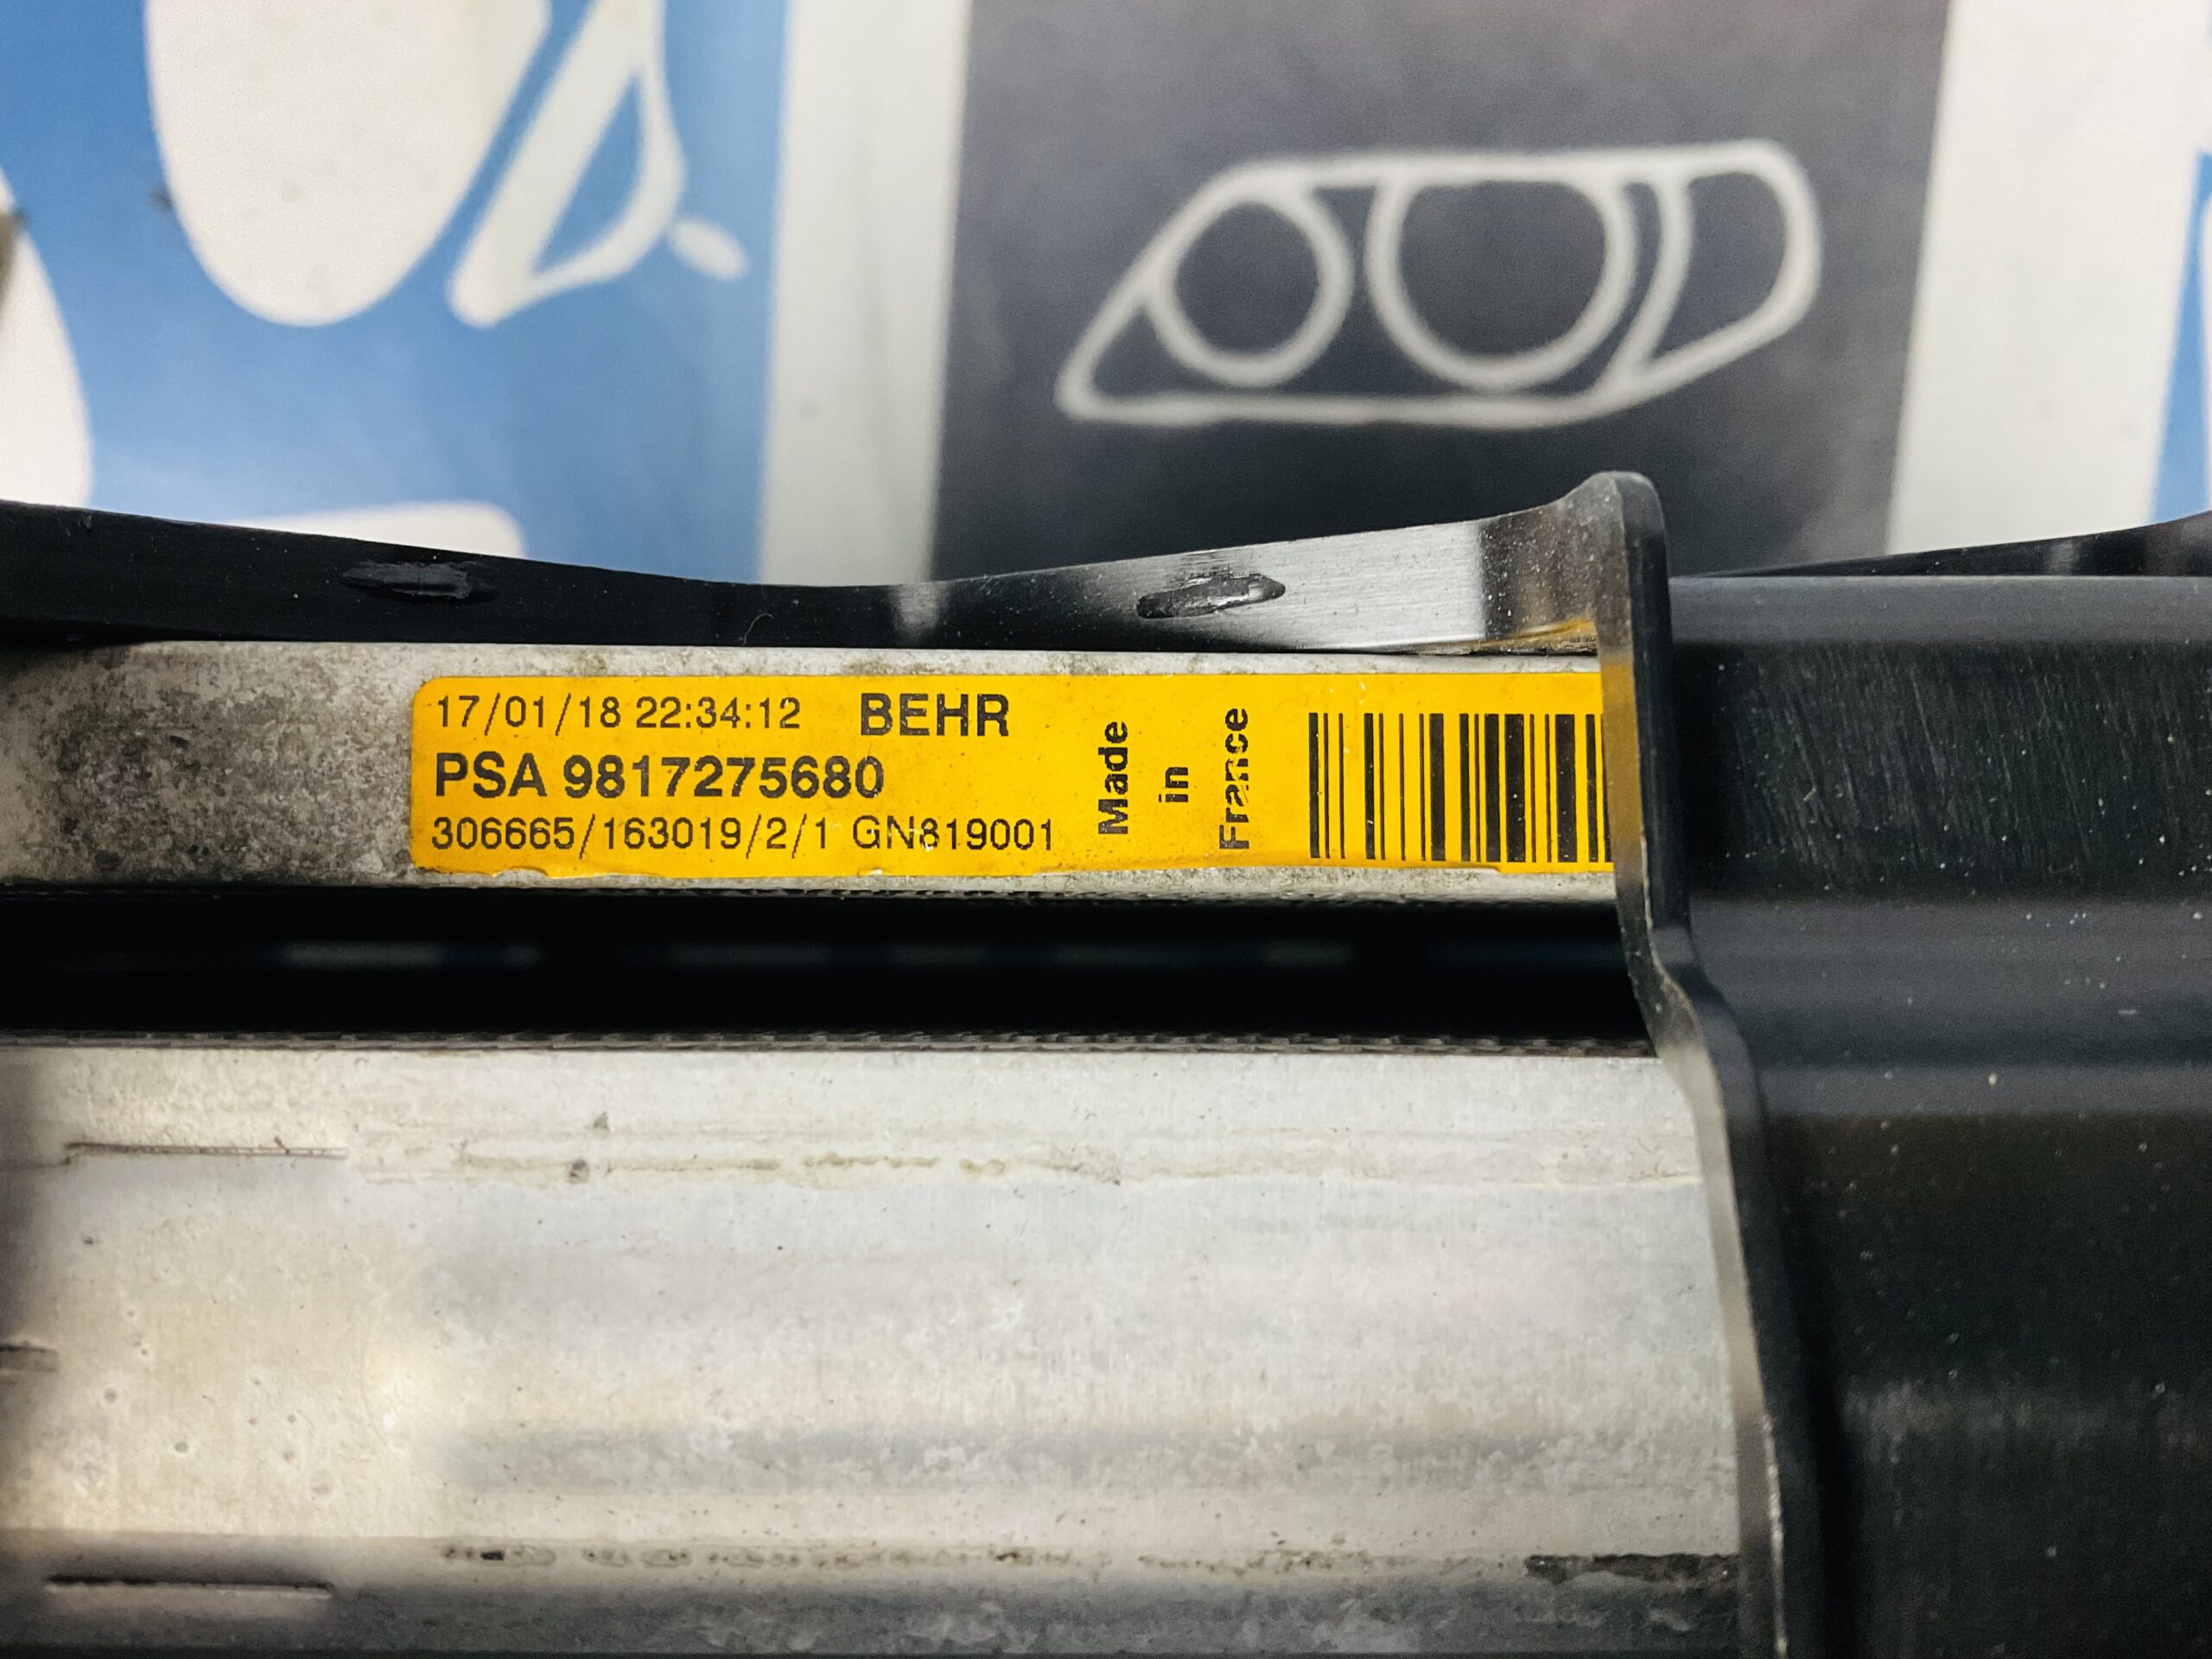 17/01/18 22:34:12 BEHR
PSA 9817275680
306665/163019/2/1 GN819001
Made
in
France